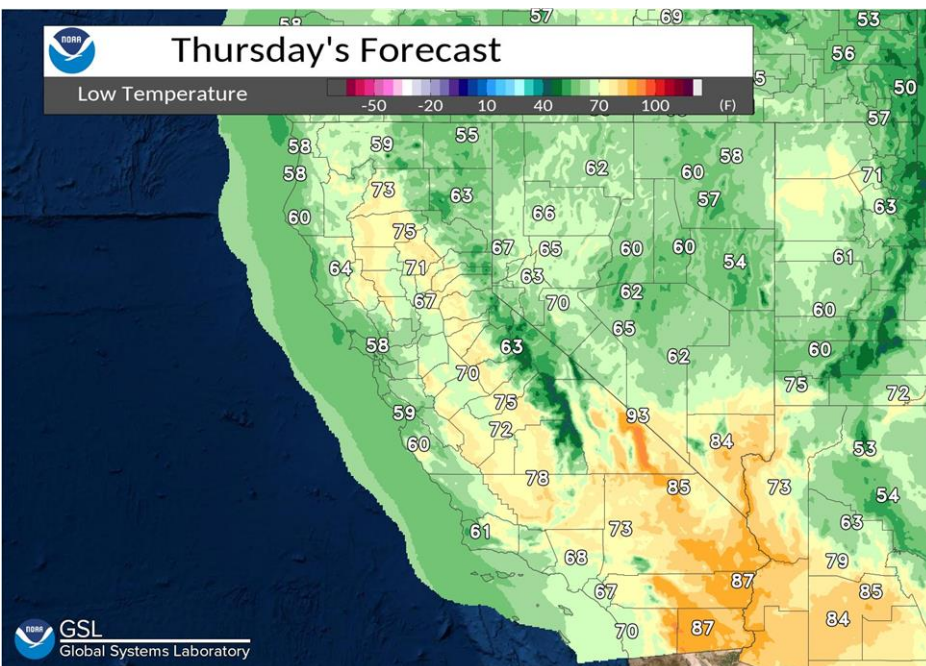 58 57 69 53
NOAA
Thursday's Forecast
56
Low Temperature
-50 -20 10 40 70 100 (F)
50
57
58 59 55 62 58
58 73 63 60 71
60 57 63
75 66
64 71 67 65 60 60 54 61
63
67 70 62 60
58 63 65 62 60
70 75 72
59 75 93
60 72 84 53
78 85 73 54
61 73 63
68 79
67 87 85
70 87 84
NOAA
GSL
Global Systems Laboratory